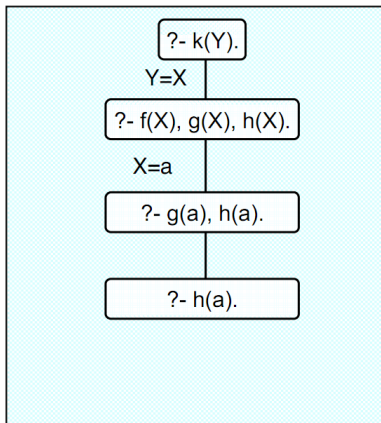 ?- k(Y).
Y=X
?- f(X), g(X), h(X).
X=a
?- g(a), h(a).
?- h(a).